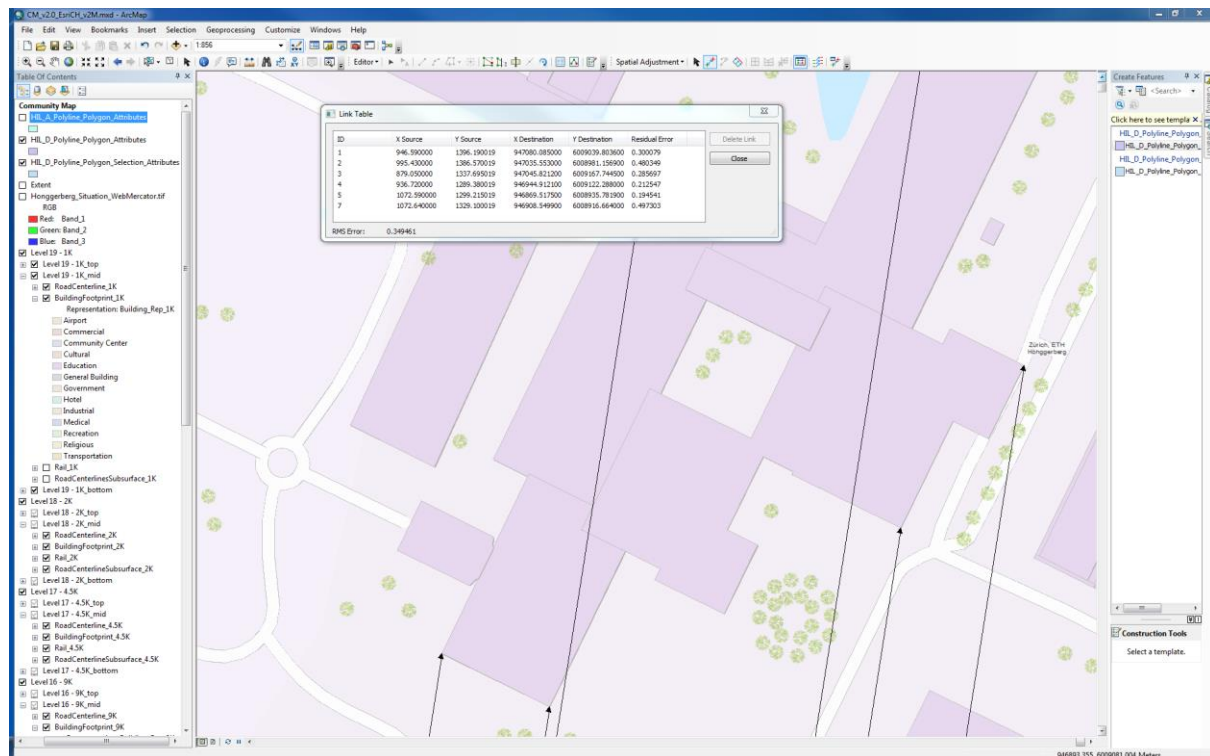 CM_v2.0_EsriCH_v2M.mxd - ArcMap
File Edit View Bookmarks Insert Selection Geoprocessing Customize Windows Help
1:856
Editor Spatial Adjustment
Table Of Contents
Community Map
HIL_A_Polyline_Polygon_Attributes
HIL_D_Polyline_Polygon_Attributes
HIL_D_Polyline_Polygon_Selection_Attributes
Extent
Honggerberg_Situation_WebMercator.tif
RGB
Red: Band_1
Green: Band_2
Blue: Band_3
Level 19 - 1K
Level 19 - 1K_top
Level 19 - 1K_mid
RoadCenterline_1K
BuildingFootprint_1K
Representation: Building_Rep_1K
Airport
Commercial
Community Center
Cultural
Education
General Building
Government
Hotel
Industrial
Medical
Recreation
Religious
Transportation
Rail_1K
RoadCenterlinesSubsurface_1K
Level 19 - 1K_bottom
Level 18 - 2K
Level 18 - 2K_top
Level 18 - 2K_mid
RoadCenterline_2K
BuildingFootprint_2K
Rail_2K
RoadCenterlineSubsurface_2K
Level 18 - 2K_bottom
Level 17 - 4.5K
Level 17 - 4.5K_top
Level 17 - 4.5K_mid
RoadCenterline_4.5K
BuildingFootprint_4.5K
Rail_4.5K
RoadCenterlineSubsurface_4.5K
Level 17 - 4.5K_bottom
Level 16 - 9K
Level 16 - 9K_top
Level 16 - 9K_mid
RoadCenterline_9K
BuildingFootprint_9K
Link Table
ID X Source Y Source X Destination Y Destination Residual Error
1 946.590000 1396.190019 947080.085000 6009039.803600 0.300079
2 995.430000 1386.570019 947035.553000 6008981.156900 0.480349
3 879.050000 1337.695019 947045.821200 6009167.744500 0.285697
4 936.720000 1289.380019 946944.912100 6009122.288000 0.212547
5 1072.590000 1299.215019 946869.517500 6008935.781900 0.194541
7 1072.640000 1329.100019 946908.549900 6008916.664000 0.497303
RMS Error: 0.349461
Delete Link
Close
Zürich, ETH
Hönggerberg
Create Features
<Search>
Click here to see templa
HIL_D_Polyline_Polygon_
HIL_D_Polyline_Polygon_
HIL_D_Polyline_Polygon_
HIL_D_Polyline_Polygon_
Construction Tools
Select a template.
946893.355 6009081.004 Meters